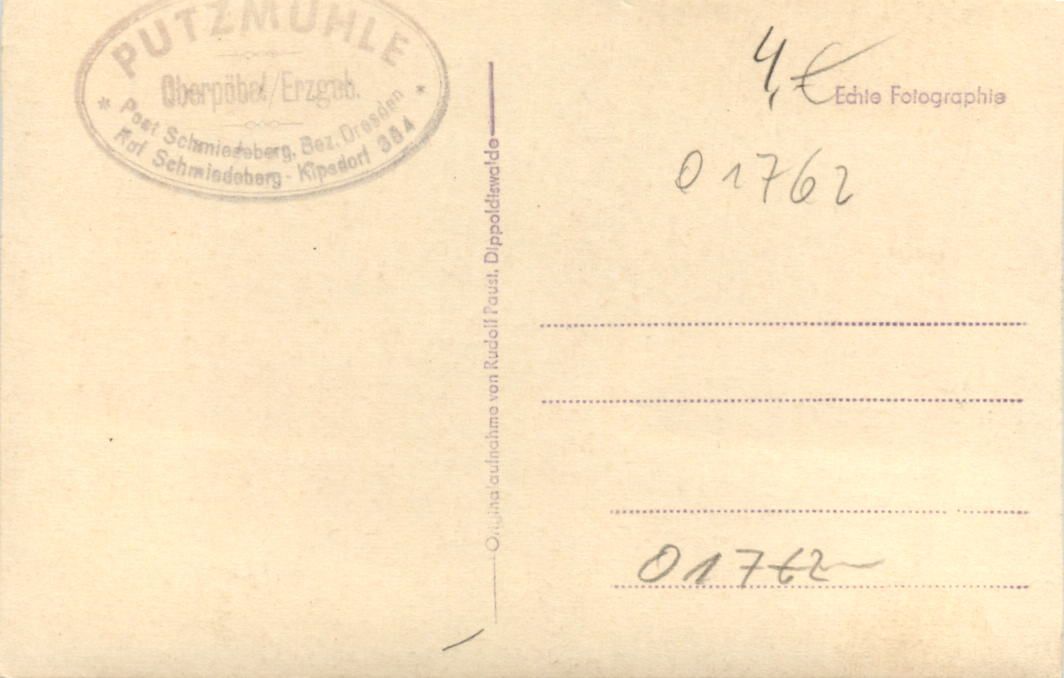 PUTZMÜHLE
Oberpöbel/Erzgeb.
* Post Schmiedeberg, Bez. Dresden *
Ruf Schmiedeberg - Kipsdorf 384
Originalaufnahme von Rudolf Paust, Dippoldiswalde
4,€
Echte Fotographie
01762
01762